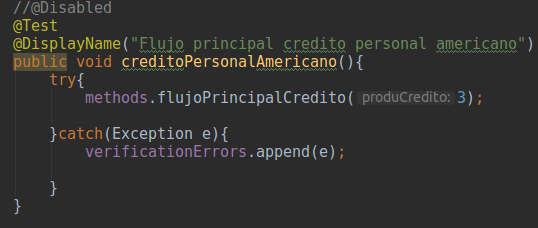 //@Disabled
@Test
@DisplayName("Flujo principal credito personal americano")
public void creditoPersonalAmericano(){
try{
methods.flujoPrincipalCredito( produCredito: 3);
}catch(Exception e){
verificationErrors.append(e);
}
}